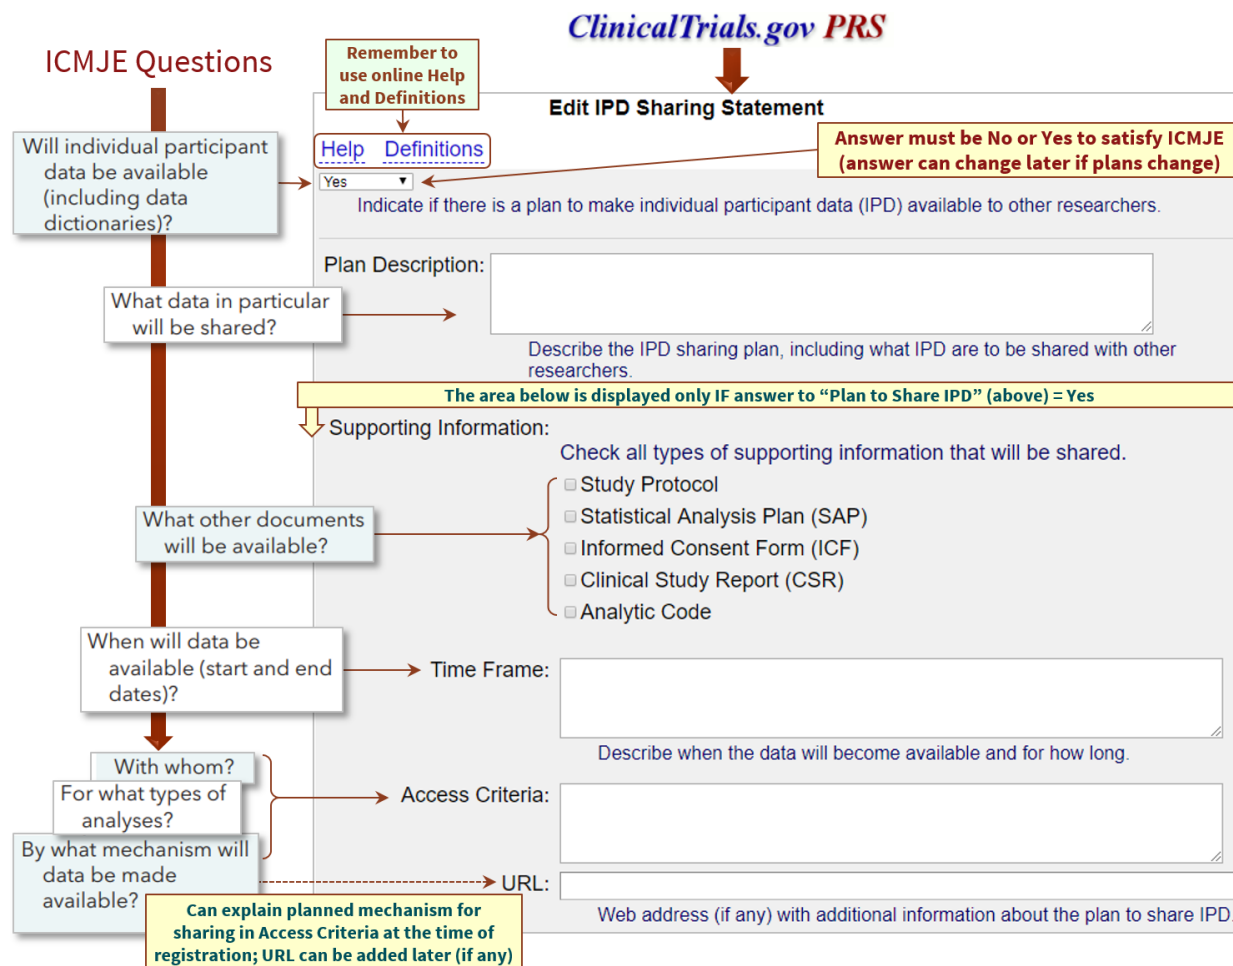 ClinicalTrials.gov PRS
ICMJE Questions
Remember to
use online Help
and Definitions
Edit IPD Sharing Statement
Help Definitions
Answer must be No or Yes to satisfy ICMJE
(answer can change later if plans change)
Will individual participant
data be available
(including data
dictionaries)?
Yes
Indicate if there is a plan to make individual participant data (IPD) available to other researchers.
Plan Description:
What data in particular
will be shared?
Describe the IPD sharing plan, including what IPD are to be shared with other
researchers.
The area below is displayed only IF answer to “Plan to Share IPD” (above) = Yes
Supporting Information:
Check all types of supporting information that will be shared.
Study Protocol
Statistical Analysis Plan (SAP)
Informed Consent Form (ICF)
Clinical Study Report (CSR)
Analytic Code
What other documents
will be available?
When will data be
available (start and end
dates)?
Time Frame:
Describe when the data will become available and for how long.
With whom?
For what types of
analyses?
By what mechanism will
data be made
available?
Access Criteria:
URL:
Web address (if any) with additional information about the plan to share IPD.
Can explain planned mechanism for
sharing in Access Criteria at the time of
registration; URL can be added later (if any)